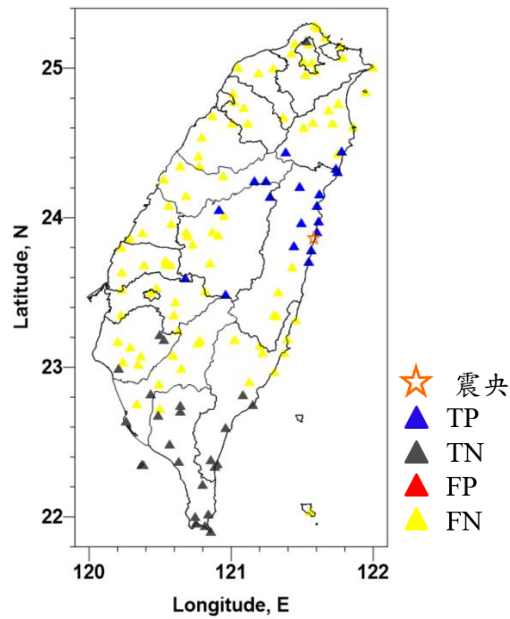 25
24
23
22
Latitude, N
120
121
122
Longitude, E
震央
TP
TN
FP
FN